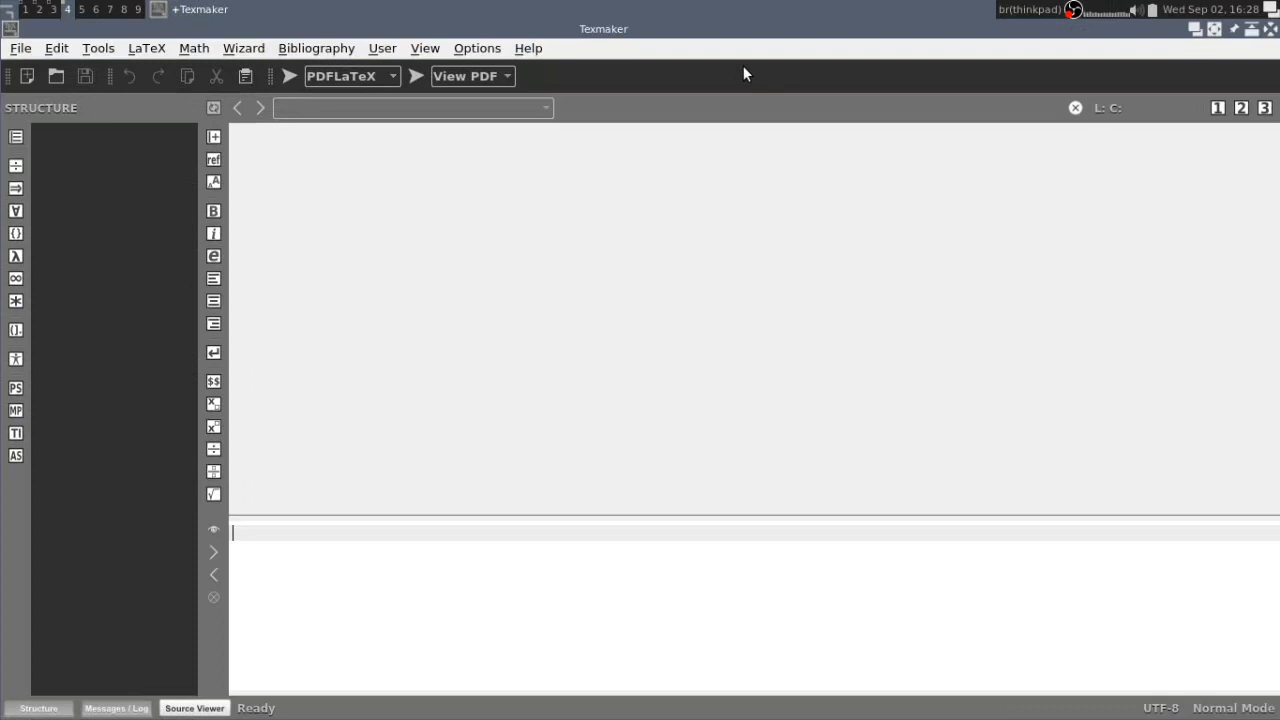 1 2 3 4 5 6 7 8 9 +Texmaker br(thinkpad) Wed Sep 02, 16:28
Texmaker
File Edit Tools LaTeX Math Wizard Bibliography User View Options Help
PDFLaTeX View PDF
STRUCTURE L: C: 1 2 3
ref
AA
B
{} i
λ e
∞
(). 
PS $$
MP
TI
AS
Structure Messages / Log Source Viewer Ready UTF-8 Normal Mode